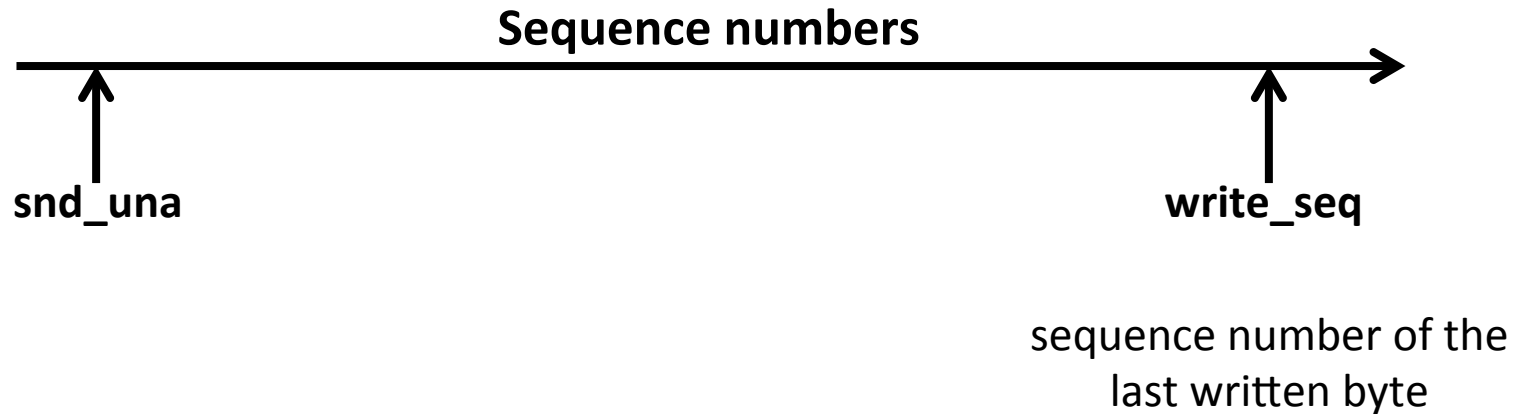 Sequence numbers
snd_una
write_seq
sequence number of the
last written byte